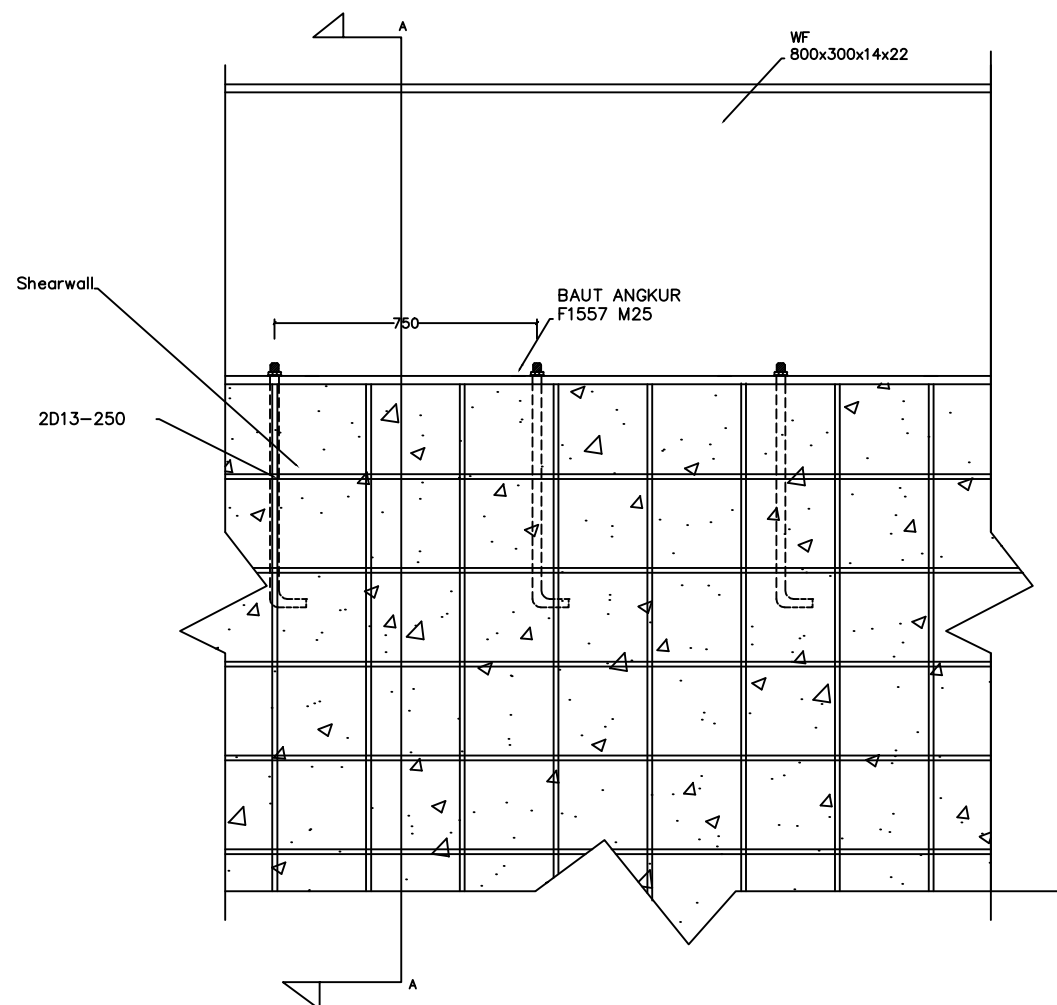 A
WF
800x300x14x22
Shearwall
BAUT ANGKUR
F1557 M25
750
2D13-250
A